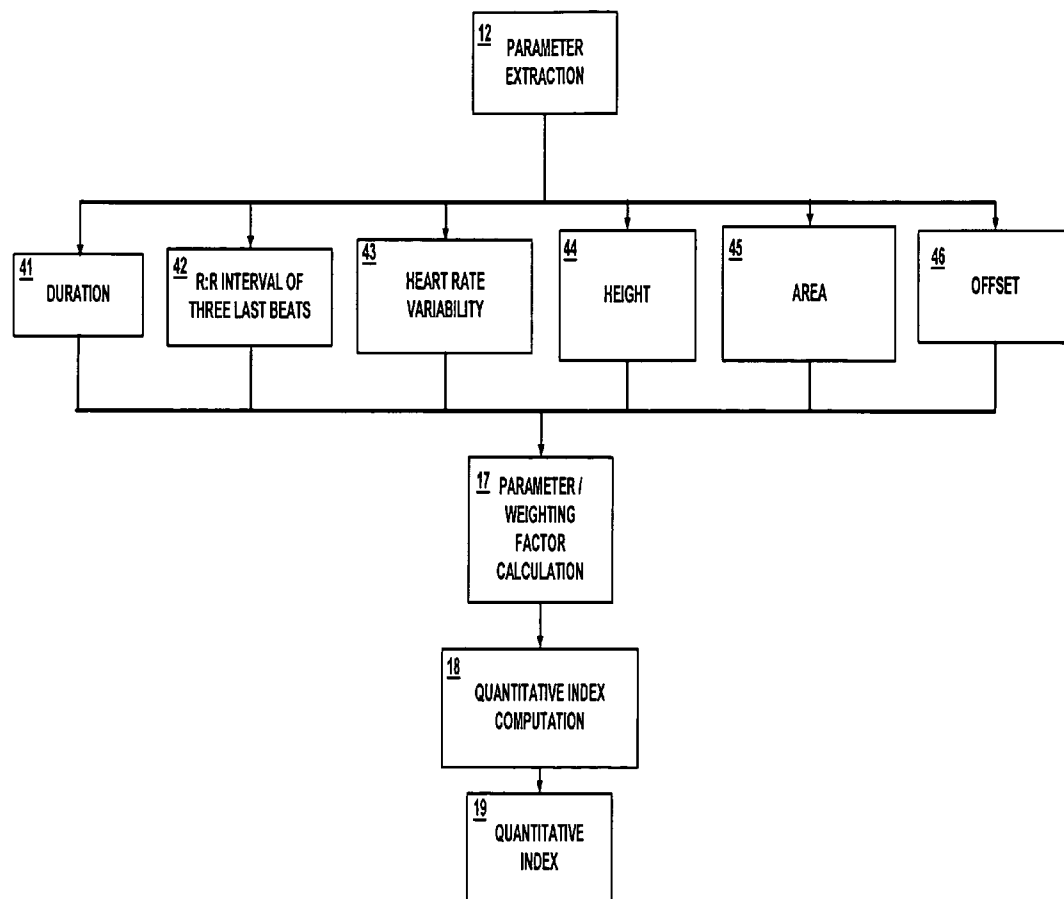 12
PARAMETER
EXTRACTION
41
DURATION
42
R:R INTERVAL OF
THREE LAST BEATS
43
HEART RATE
VARIABILITY
44
HEIGHT
45
AREA
46
OFFSET
17
PARAMETER /
WEIGHTING
FACTOR
CALCULATION
18
QUANTITATIVE INDEX
COMPUTATION
19
QUANTITATIVE
INDEX